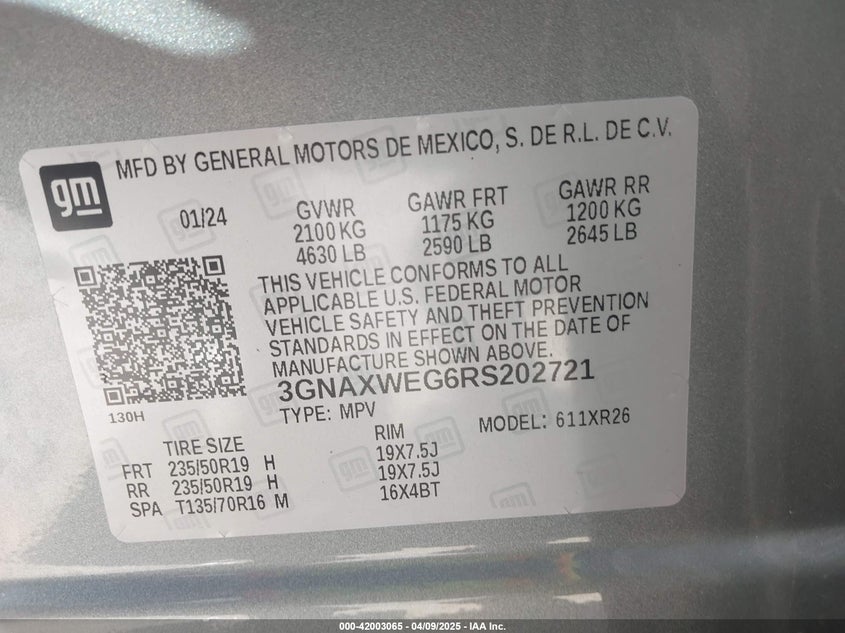 gm
MFD BY GENERAL MOTORS DE MEXICO, S. DE R.L. DE C.V.
01/24
GVWR GAWR FRT GAWR RR
2100 KG 1175 KG 1200 KG
4630 LB 2590 LB 2645 LB
THIS VEHICLE CONFORMS TO ALL
APPLICABLE U.S. FEDERAL MOTOR
VEHICLE SAFETY AND THEFT PREVENTION
STANDARDS IN EFFECT ON THE DATE OF
MANUFACTURE SHOWN ABOVE.
3GNAXWEG6RS202721
130H
TYPE: MPV MODEL: 611XR26
TIRE SIZE RIM
FRT 235/50R19 H 19X7.5J
RR 235/50R19 H 19X7.5J
SPA T135/70R16 M 16X4BT
000-42003065 - 04/09/2025 - IAA Inc.